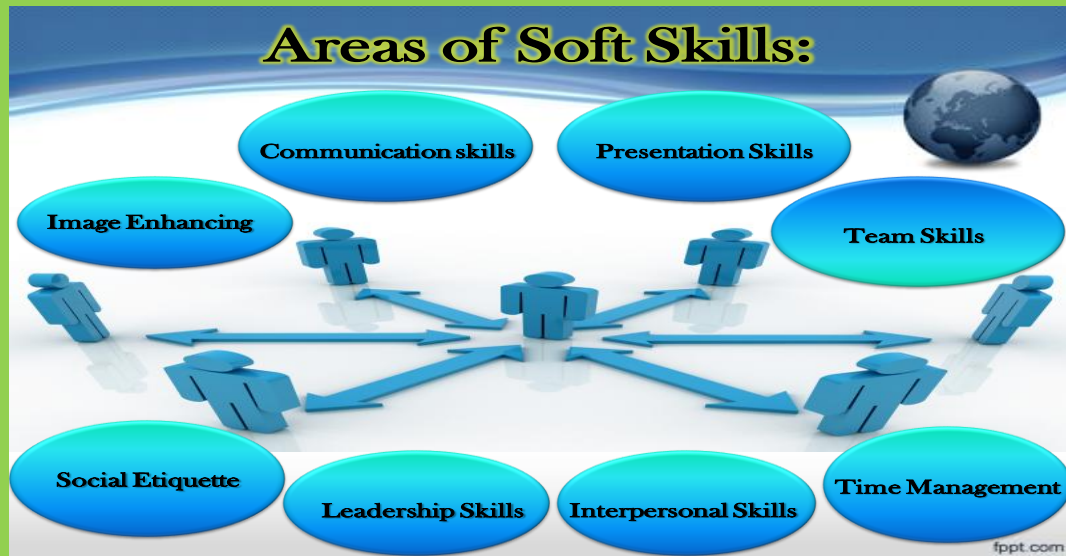 Areas of Soft Skills:
Communication skills
Presentation Skills
Image Enhancing
Team Skills
Social Etiquette
Leadership Skills
Interpersonal Skills
Time Management
fppt.com